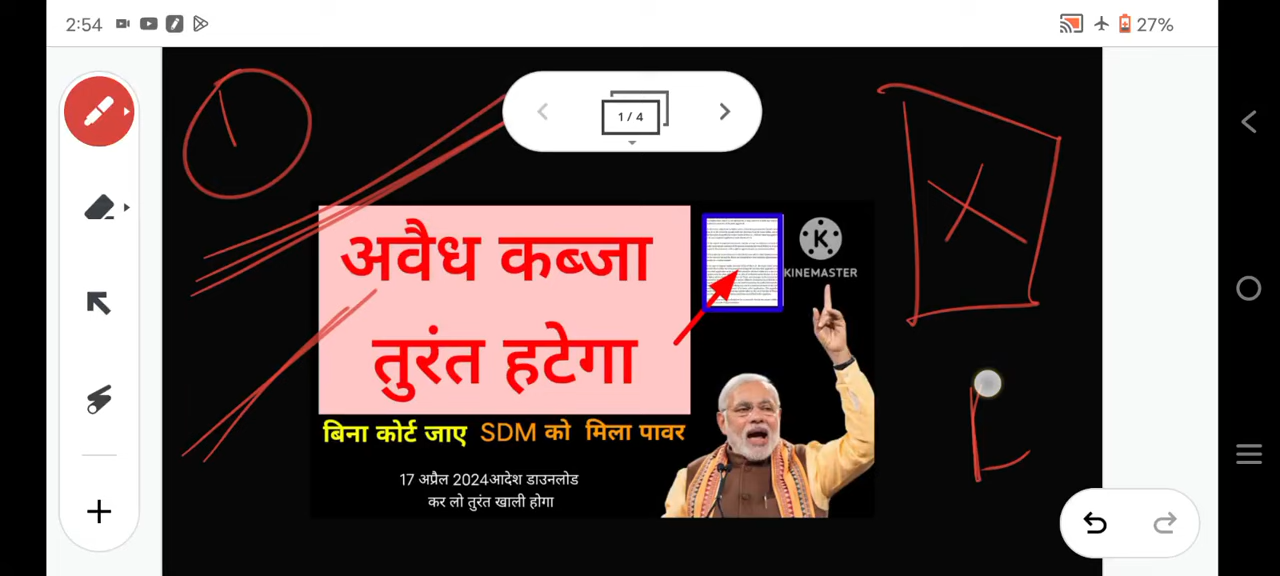 2:54
27%
1 / 4
अवैध कब्जा
तुरंत हटेगा
K
KINEMASTER
बिना कोर्ट जाए SDM को मिला पावर
17 अप्रैल 2024आदेश डाउनलोड
कर लो तुरंत खाली होगा